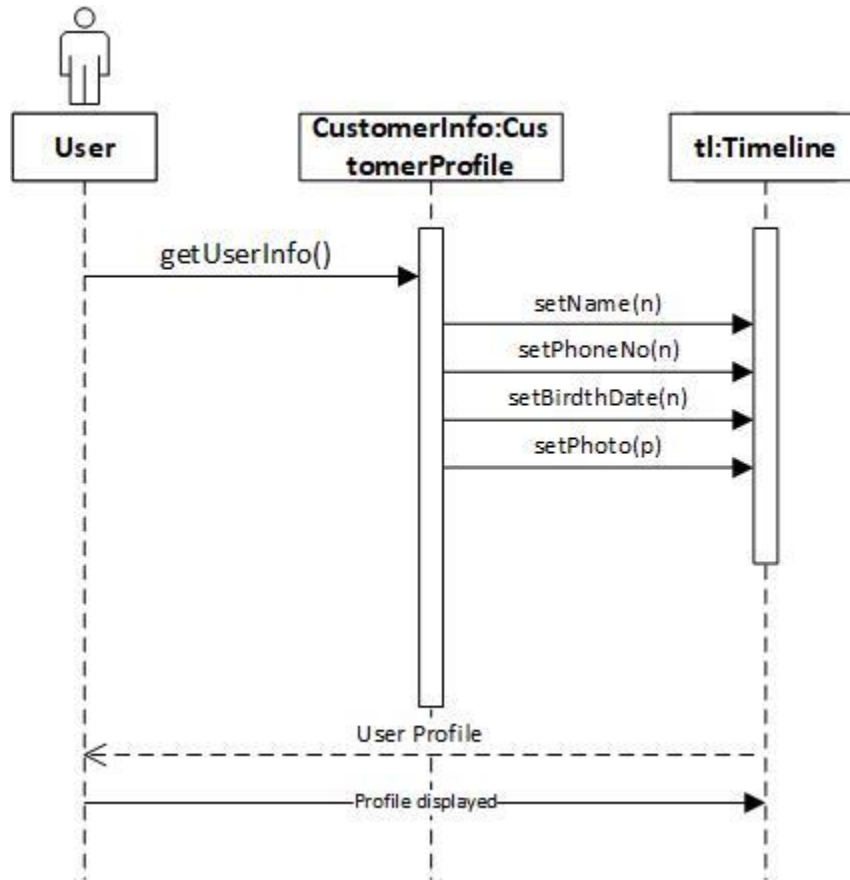 User
CustomerInfo:Cus
tomerProfile
tl:Timeline
getUserInfo()
setName(n)
setPhoneNo(n)
setBirdthDate(n)
setPhoto(p)
User Profile
Profile displayed